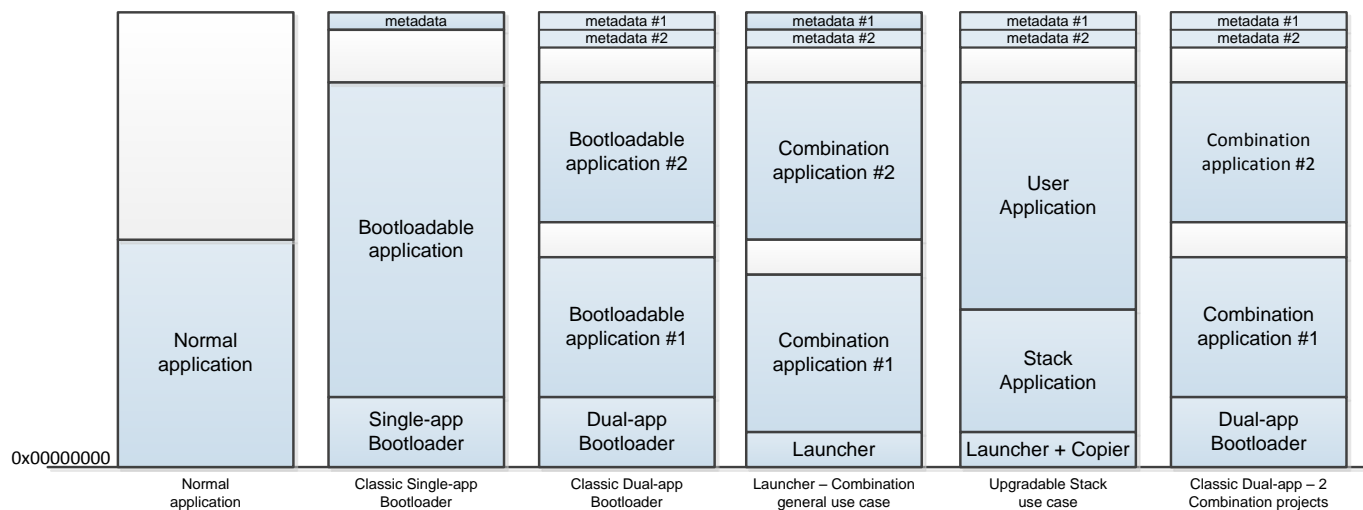 metadata
metadata #1
metadata #2
metadata #1
metadata #2
metadata #1
metadata #2
metadata #1
metadata #2
Normal
application
Bootloadable
application
Single-app
Bootloader
Bootloadable
application #2
Bootloadable
application #1
Dual-app
Bootloader
Combination
application #2
Combination
application #1
Launcher
User
Application
Stack
Application
Launcher + Copier
Combination
application #2
Combination
application #1
Dual-app
Bootloader
0x00000000
Normal
application
Classic Single-app
Bootloader
Classic Dual-app
Bootloader
Launcher – Combination
general use case
Upgradable Stack
use case
Classic Dual-app – 2
Combination projects